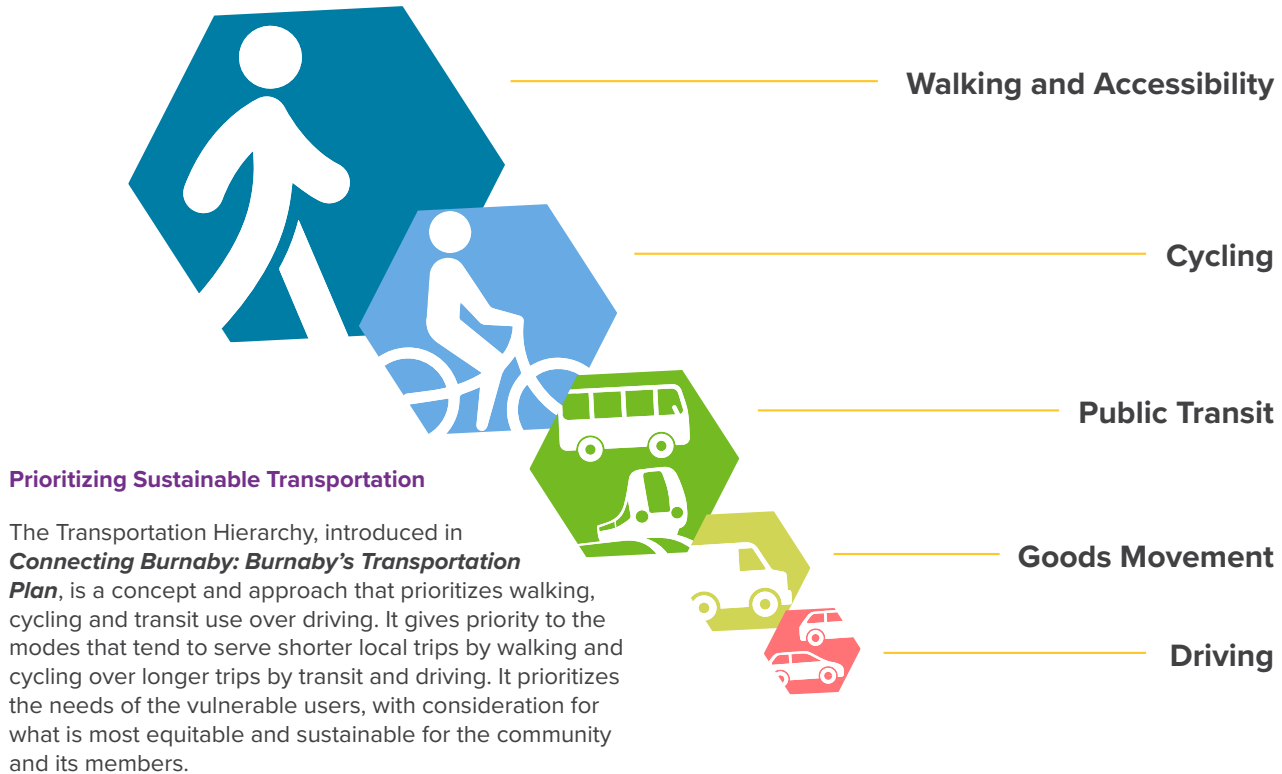 Walking and Accessibility
Cycling
Public Transit
Goods Movement
Driving
Prioritizing Sustainable Transportation
The Transportation Hierarchy, introduced in
Connecting Burnaby: Burnaby’s Transportation
Plan, is a concept and approach that prioritizes walking,
cycling and transit use over driving. It gives priority to the
modes that tend to serve shorter local trips by walking and
cycling over longer trips by transit and driving. It prioritizes
the needs of the vulnerable users, with consideration for
what is most equitable and sustainable for the community
and its members.